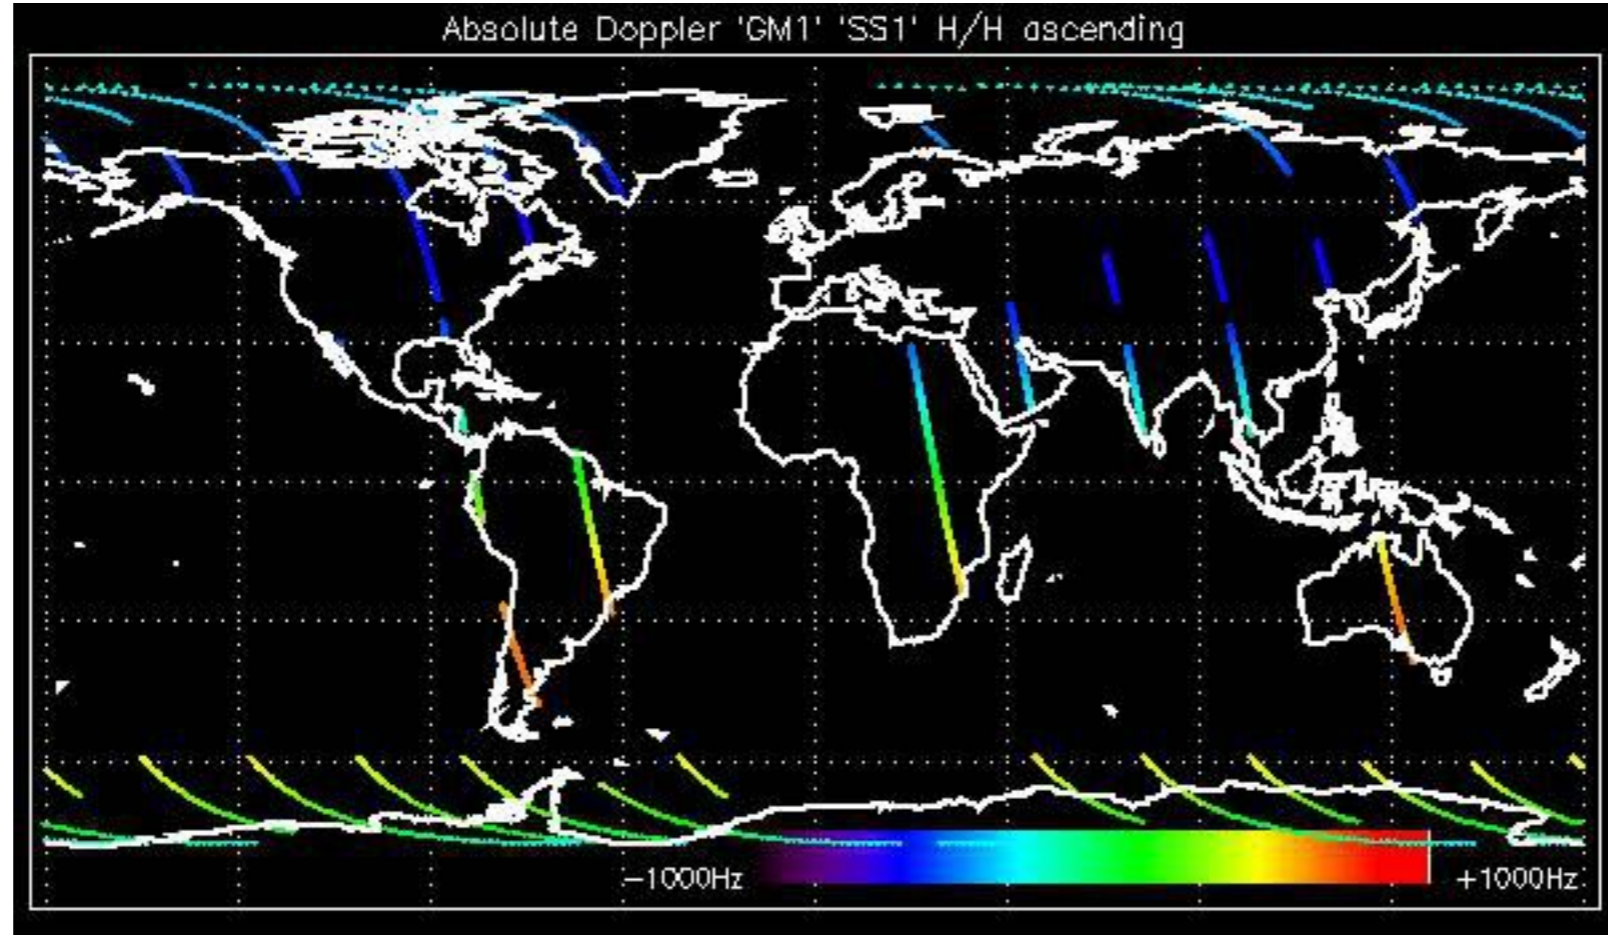 Absolute Doppler 'GM1' 'SS1' H/H ascending
−1000Hz +1000Hz